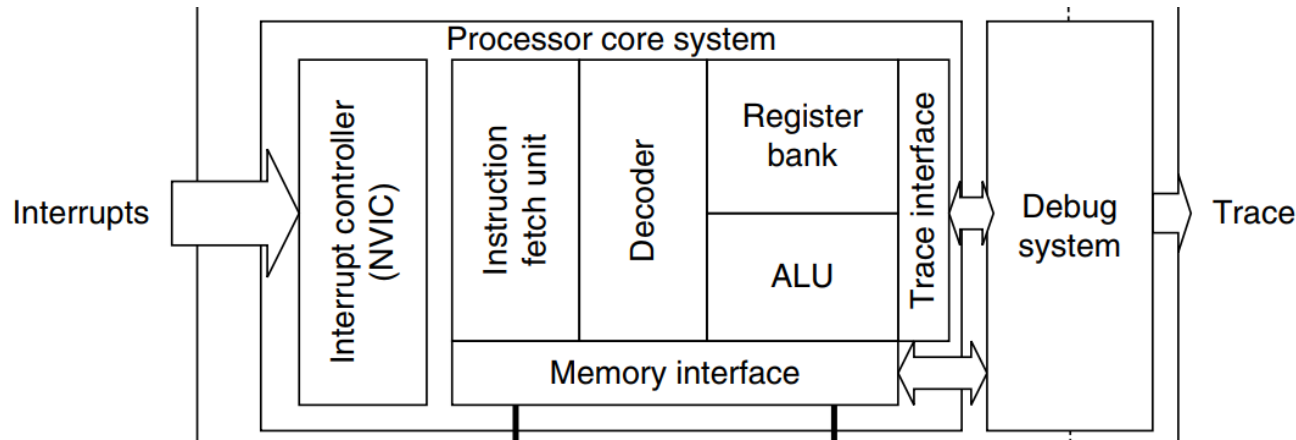 Processor core system
Interrupts
Interrupt controller
(NVIC)
Instruction
fetch unit
Decoder
Register
bank
ALU
Trace interface
Memory interface
Debug
system
Trace